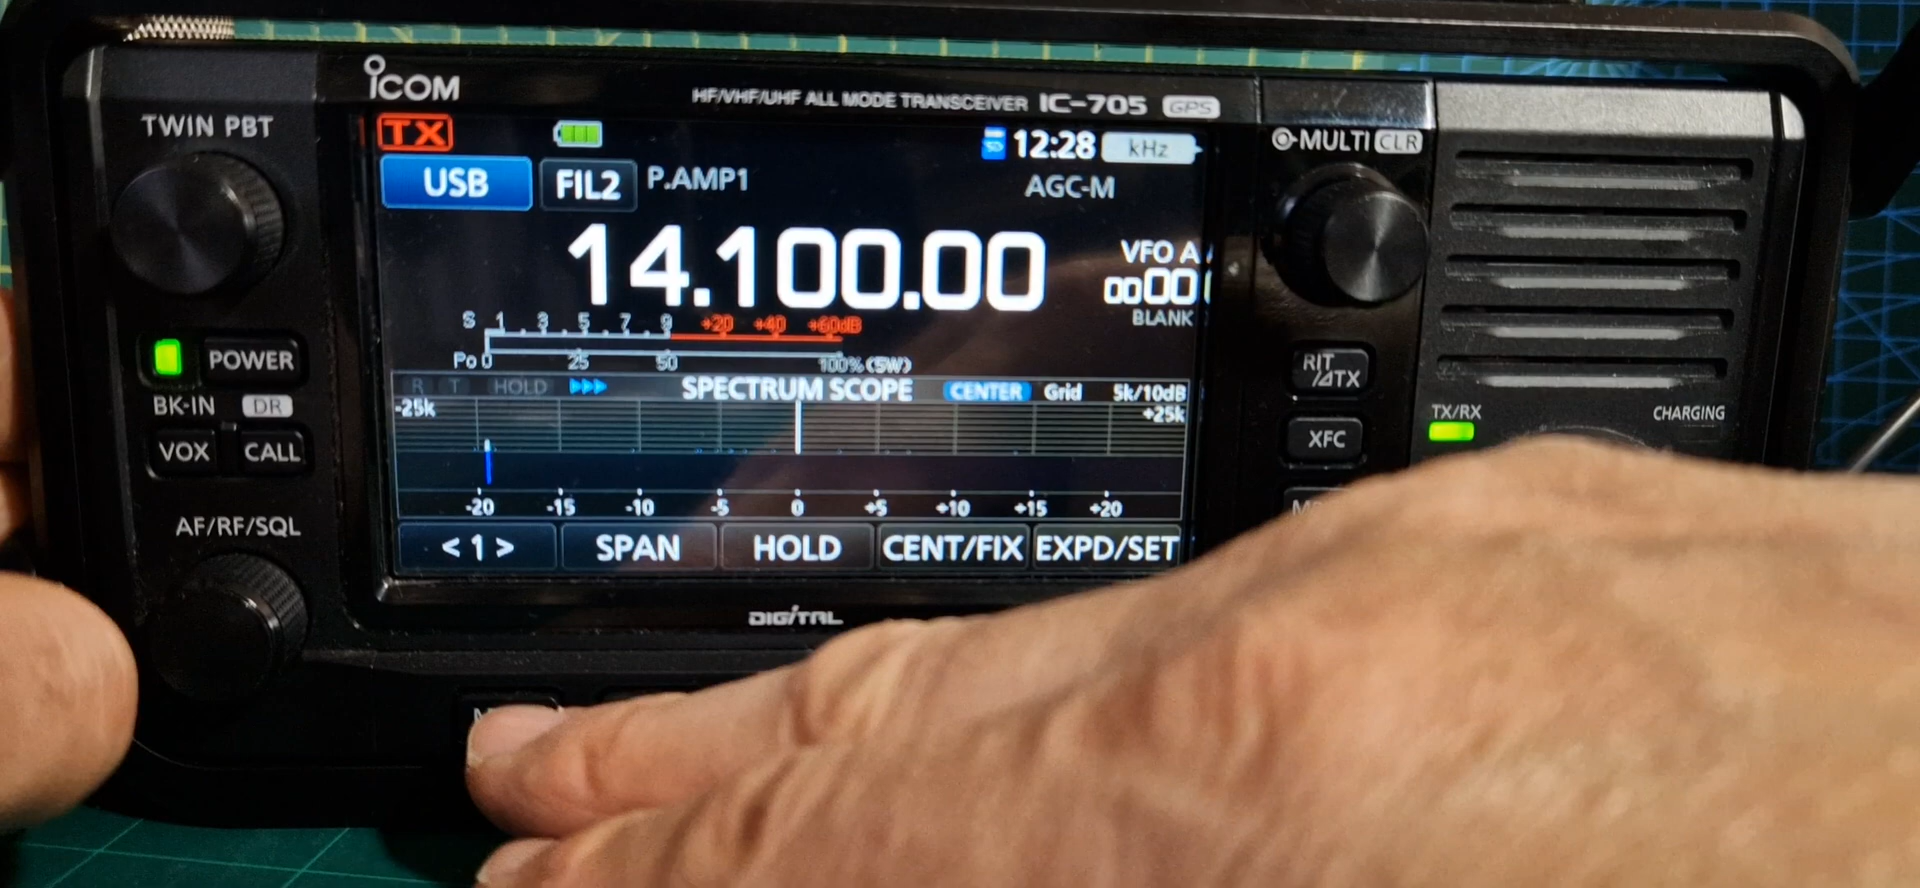 ICOM
HF/VHF/UHF ALL MODE TRANSCEIVER IC-705 GPS
TWIN PBT
MULTI CLR
TX
12:28 kHz
USB FIL2 P.AMP1 AGC-M
14.100.00
VFO A
0000
BLANK
S 1 . 3 . 5 . 7 . 9 +20 +40 +60dB
Po 0 25 50 100% (5W)
R T HOLD SPECTRUM SCOPE CENTER Grid 5k/10dB
-25k +25k
-20 -15 -10 -5 0 +5 +10 +15 +20
< 1 > SPAN HOLD CENT/FIX EXPD/SET
DIGITAL
POWER
BK-IN DR
VOX CALL
AF/RF/SQL
RIT
/⊿TX
TX/RX CHARGING
XFC